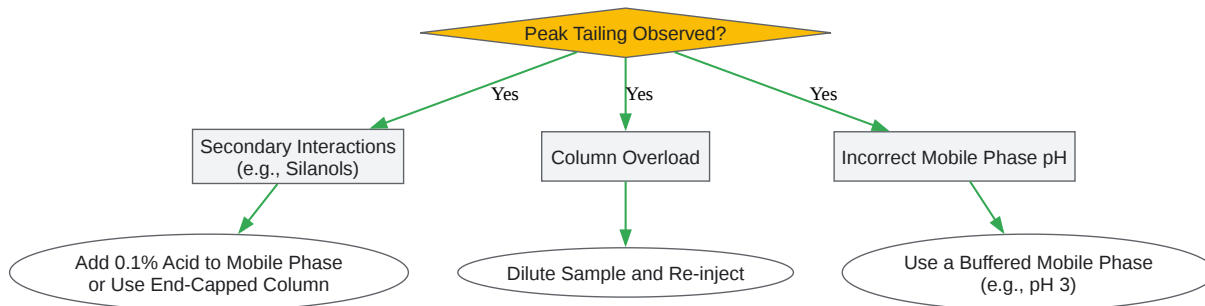 Peak Tailing Observed?
Yes
Yes
Yes
Secondary Interactions
(e.g., Silanols)
Column Overload
Incorrect Mobile Phase pH
Add 0.1% Acid to Mobile Phase
or Use End-Capped Column
Dilute Sample and Re-inject
Use a Buffered Mobile Phase
(e.g., pH 3)